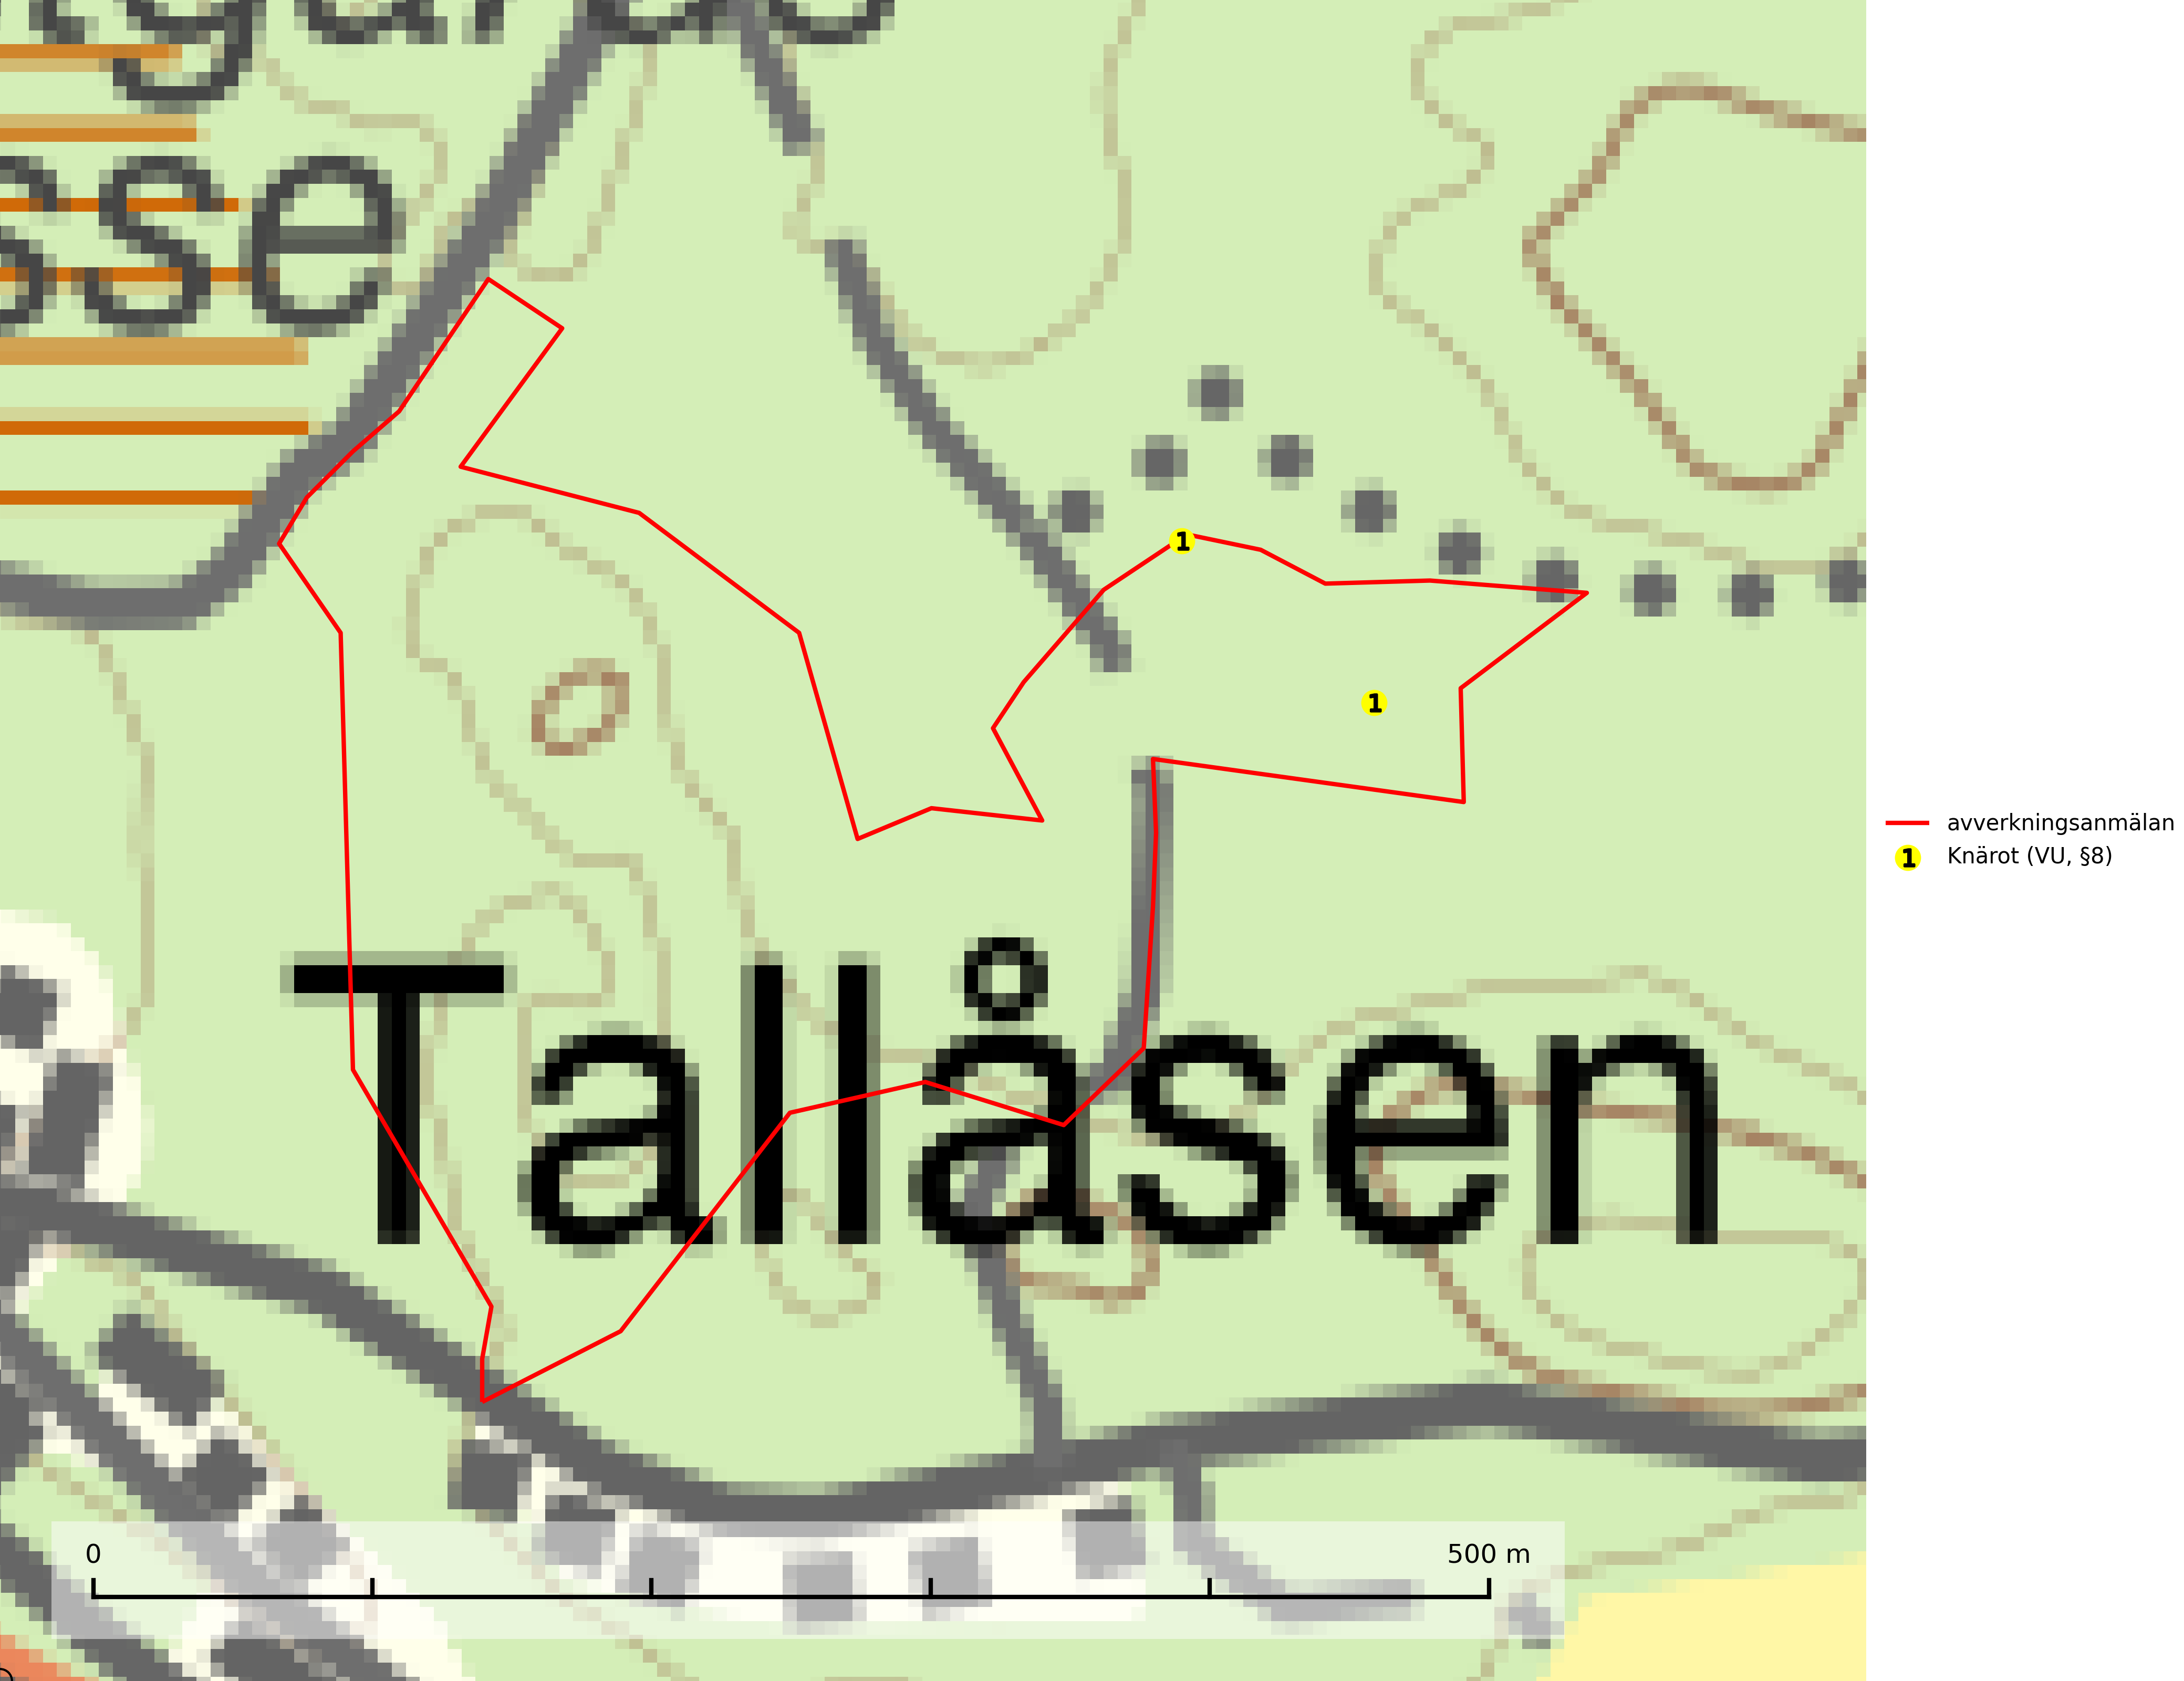 se
1
1
Tallåsen
avverkningsanmälan
1 Knärot (VU, §8)
0 500 m